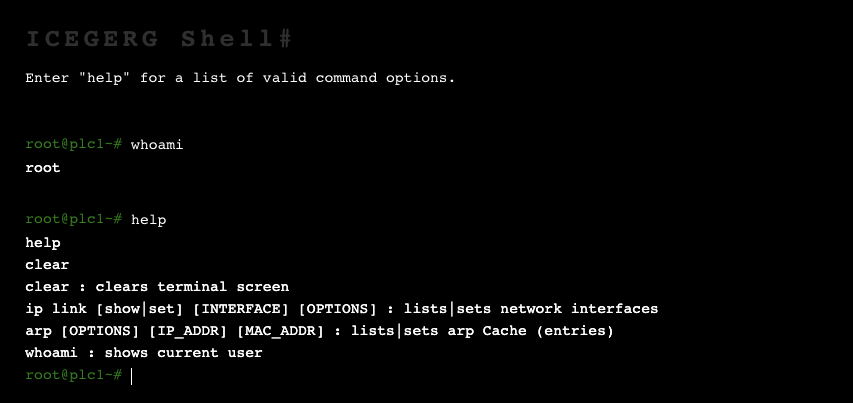 ICEGERG Shell#
Enter "help" for a list of valid command options.
root@plc1~# whoami
root
root@plc1~# help
help
clear
clear : clears terminal screen
ip link [show|set] [INTERFACE] [OPTIONS] : lists|sets network interfaces
arp [OPTIONS] [IP_ADDR] [MAC_ADDR] : lists|sets arp Cache (entries)
whoami : shows current user
root@plc1~#